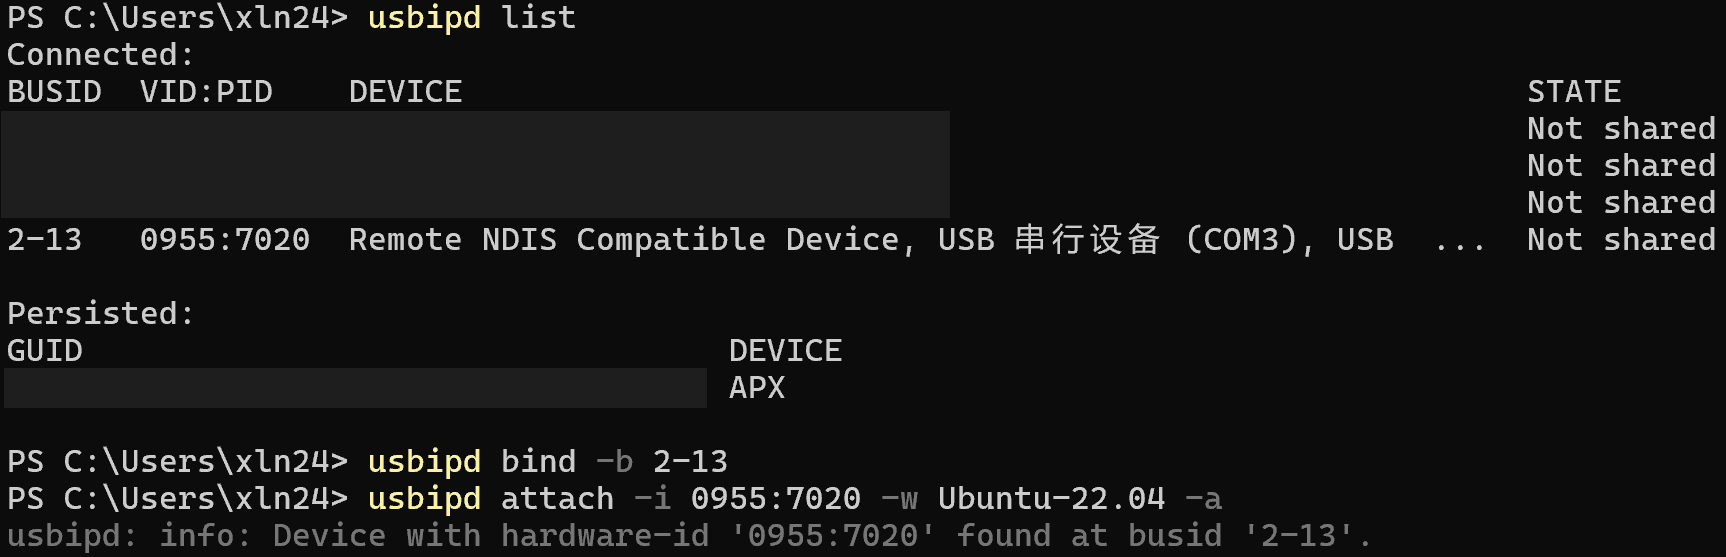 PS C:\Users\xln24> usbipd list
Connected:
BUSID  VID:PID    DEVICE                                                        STATE
Not shared
Not shared
Not shared
2-13   0955:7020  Remote NDIS Compatible Device, USB 串行设备 (COM3), USB  ...  Not shared
Persisted:
GUID                                  DEVICE
APX
PS C:\Users\xln24> usbipd bind -b 2-13
PS C:\Users\xln24> usbipd attach -i 0955:7020 -w Ubuntu-22.04 -a
usbipd: info: Device with hardware-id '0955:7020' found at busid '2-13'.